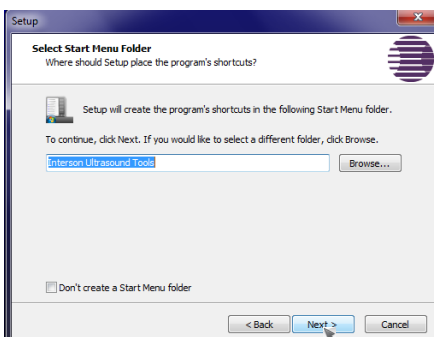 Setup
Select Start Menu Folder
Where should Setup place the program's shortcuts?
Setup will create the program's shortcuts in the following Start Menu folder.
To continue, click Next. If you would like to select a different folder, click Browse.
Interson Ultrasound Tools
Browse...
Don't create a Start Menu folder
< Back
Next >
Cancel